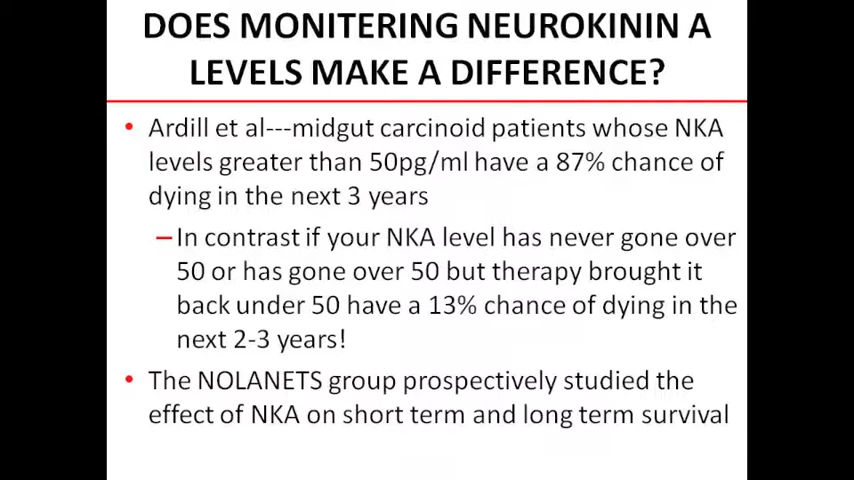 DOES MONITERING NEUROKININ A
LEVELS MAKE A DIFFERENCE?
• Ardill et al---midgut carcinoid patients whose NKA
levels greater than 50pg/ml have a 87% chance of
dying in the next 3 years
–In contrast if your NKA level has never gone over
50 or has gone over 50 but therapy brought it
back under 50 have a 13% chance of dying in the
next 2-3 years!
• The NOLANETS group prospectively studied the
effect of NKA on short term and long term survival